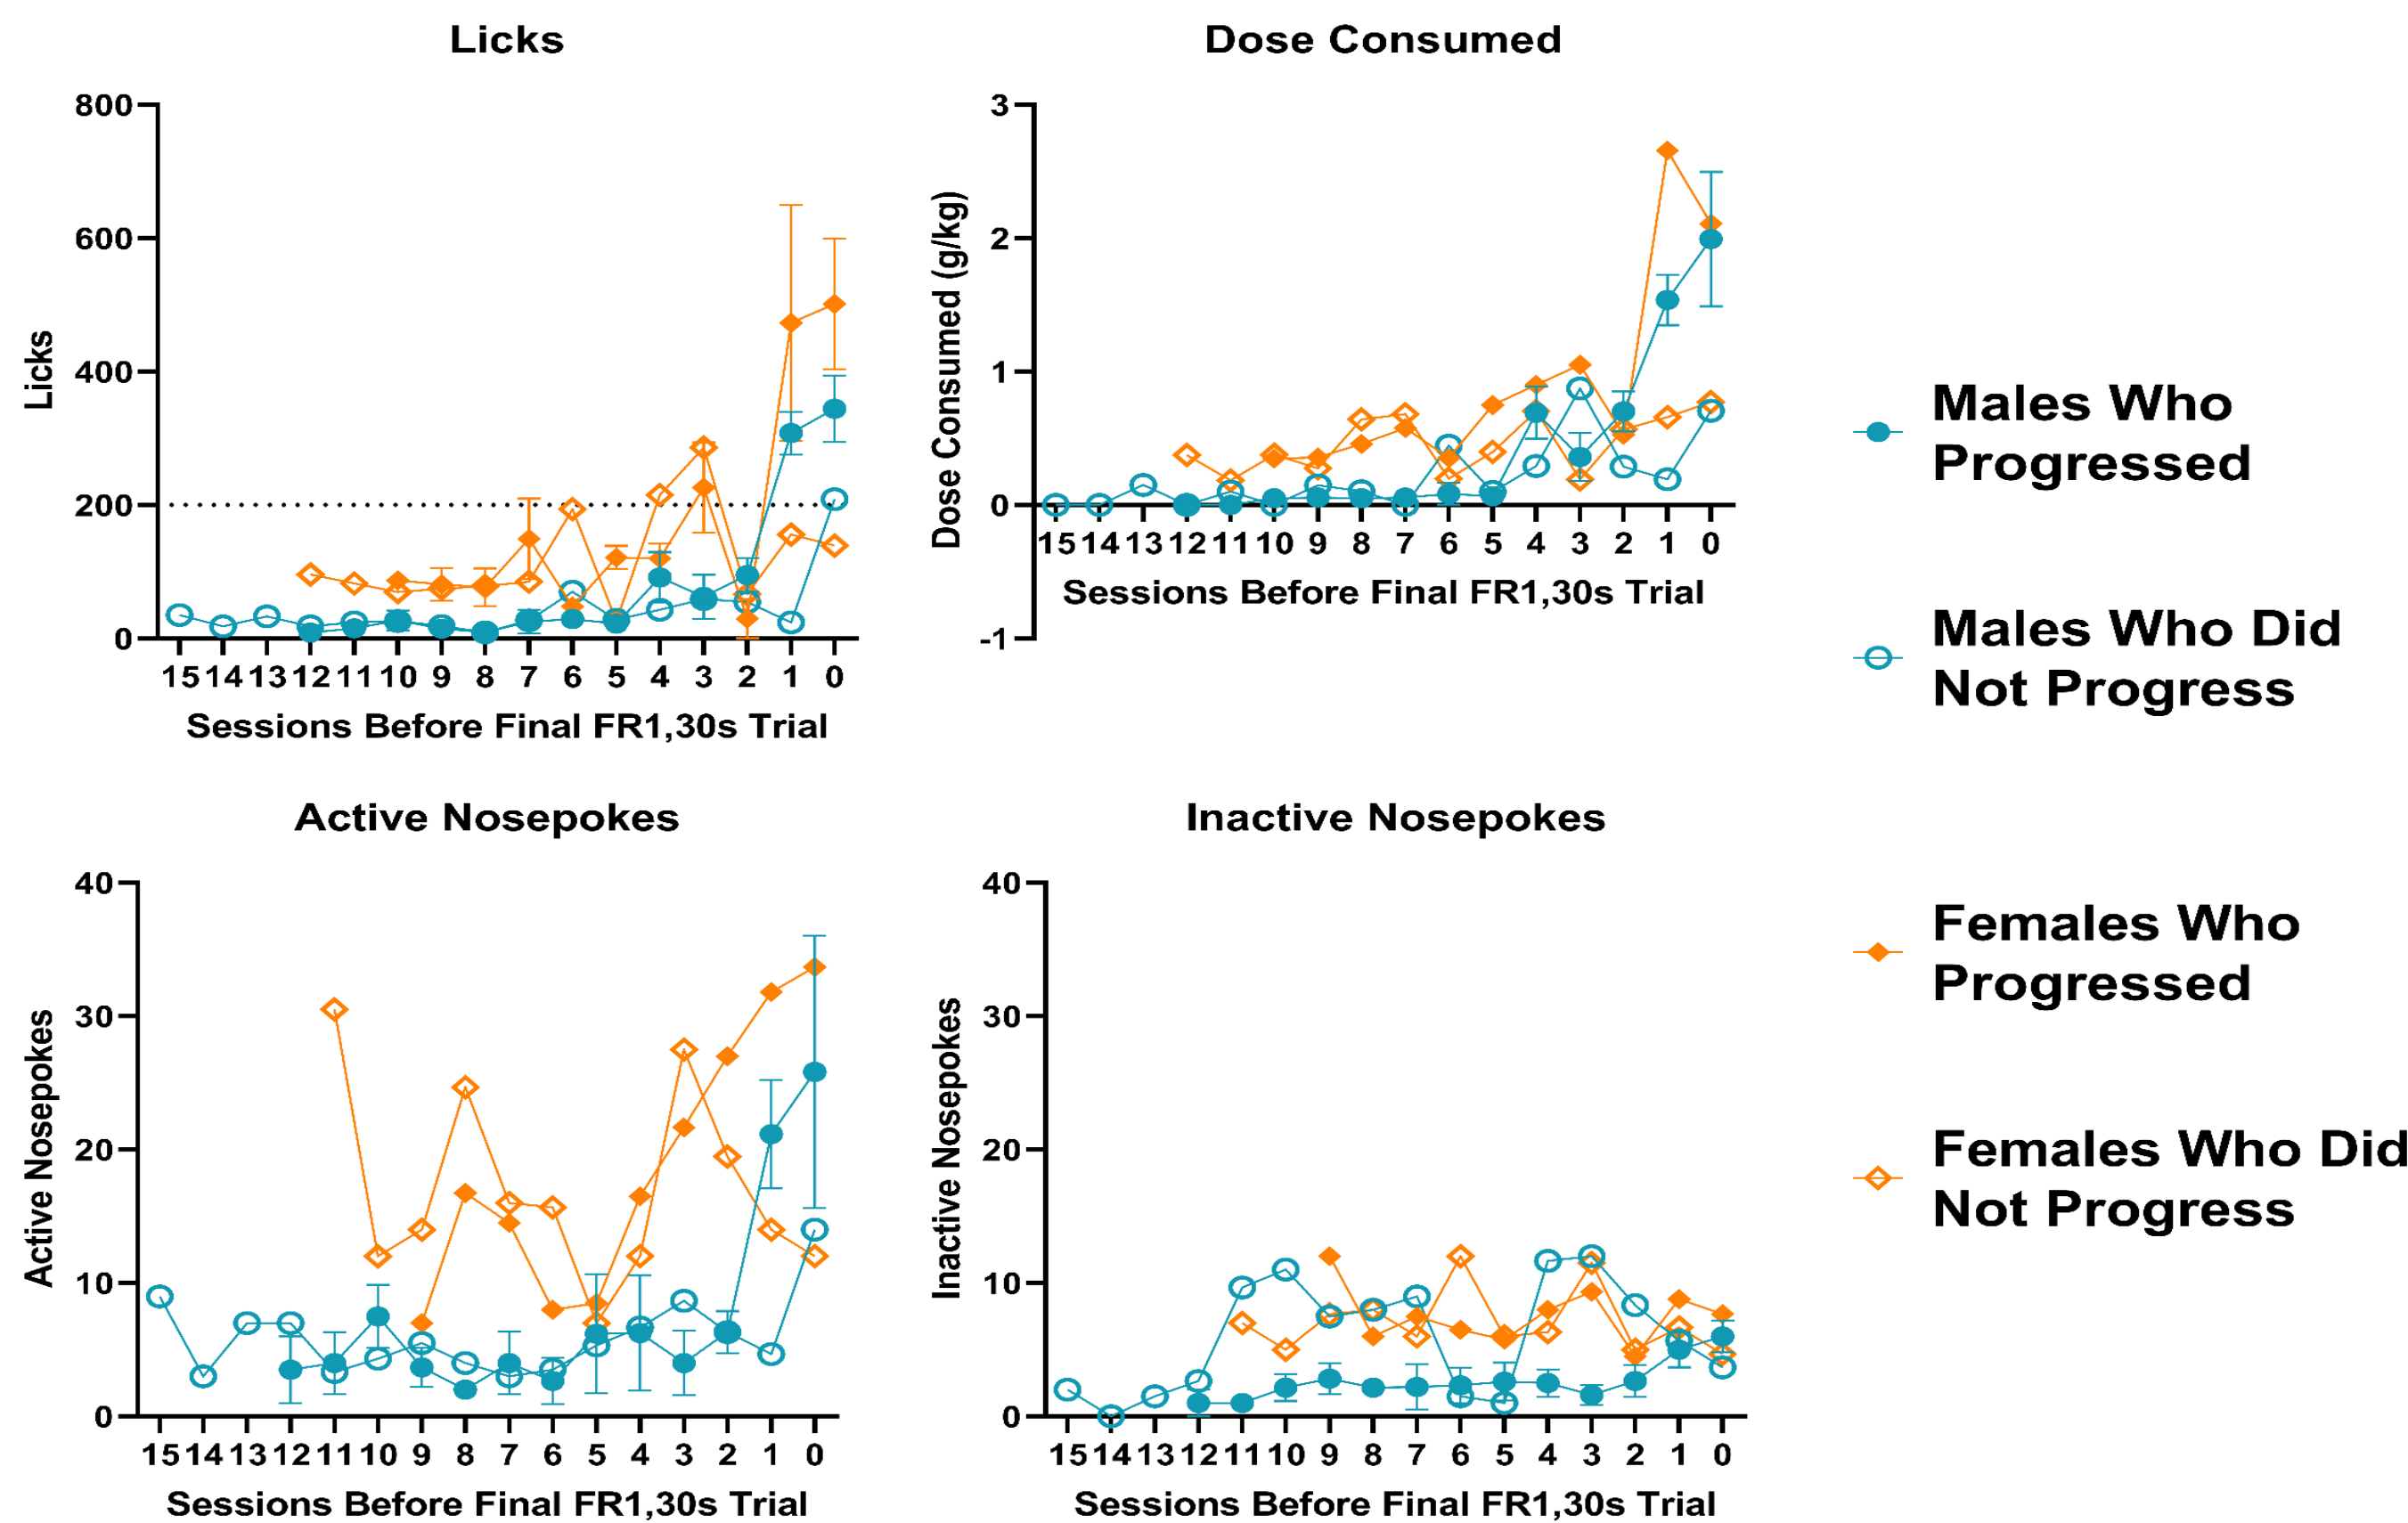 Licks
Licks
800
600
400
200
0
15 14 13 12 11 10 9 8 7 6 5 4 3 2 1 0
Sessions Before Final FR1,30s Trial
Dose Consumed
Dose Consumed (g/kg)
3
2
1
0
-1
15 14 13 12 11 10 9 8 7 6 5 4 3 2 1 0
Sessions Before Final FR1,30s Trial
Active Nosepokes
Active Nosepokes
40
30
20
10
0
15 14 13 12 11 10 9 8 7 6 5 4 3 2 1 0
Sessions Before Final FR1,30s Trial
Inactive Nosepokes
Inactive Nosepokes
40
30
20
10
0
15 14 13 12 11 10 9 8 7 6 5 4 3 2 1 0
Sessions Before Final FR1,30s Trial
Males Who
Progressed
Males Who Did
Not Progress
Females Who
Progressed
Females Who Did
Not Progress